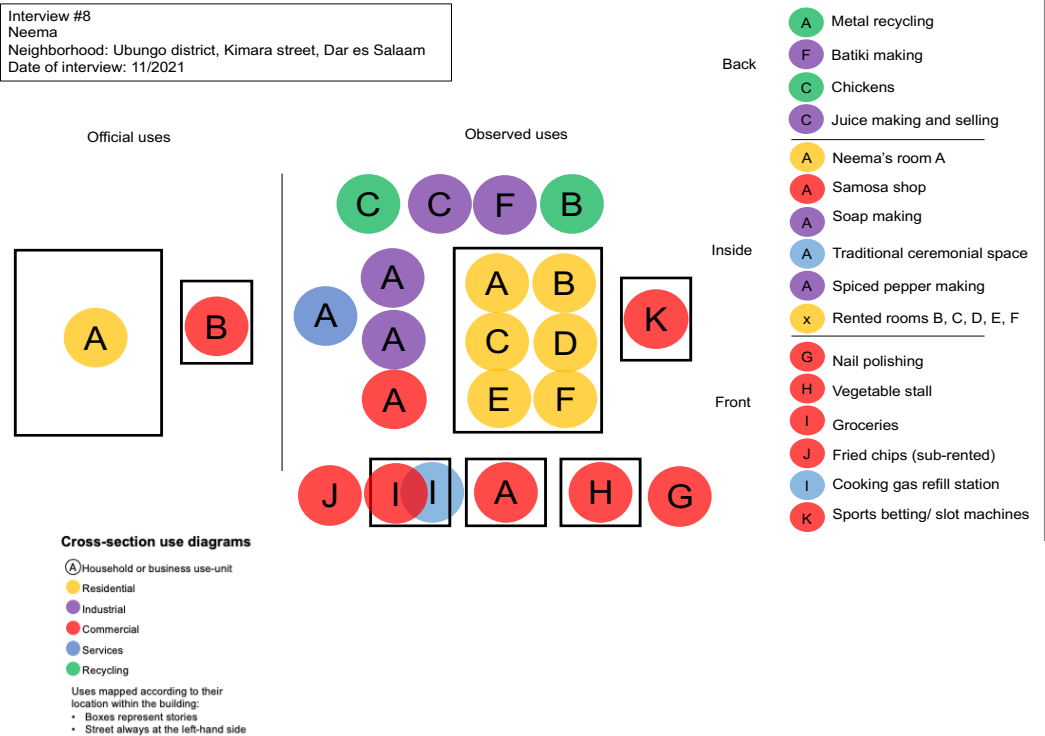 Interview #8
Neema
Neighborhood: Ubungo district, Kimara street, Dar es Salaam
Date of interview: 11/2021
Official uses
Observed uses
A
B
C
C
F
B
A
A
A
A
A
B
C
D
E
F
K
J
I
I
A
H
G
Back
A Metal recycling
F Batiki making
C Chickens
C Juice making and selling
Inside
A Neema's room A
A Samosa shop
A Soap making
A Traditional ceremonial space
A Spiced pepper making
x Rented rooms B, C, D, E, F
Front
G Nail polishing
H Vegetable stall
I Groceries
J Fried chips (sub-rented)
I Cooking gas refill station
K Sports betting/ slot machines
Cross-section use diagrams
A Household or business use-unit
Residential
Industrial
Commercial
Services
Recycling
Uses mapped according to their
location within the building:
• Boxes represent stories
• Street always at the left-hand side